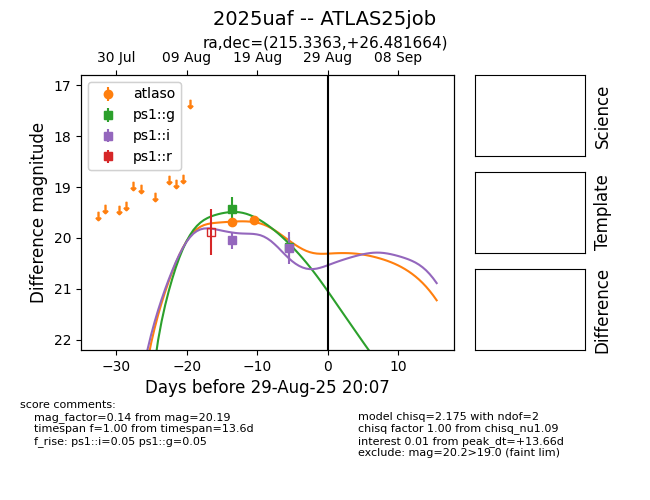 2025uaf -- ATLAS25job
ra,dec=(215.3363,+26.481664)
30 Jul 09 Aug 19 Aug 29 Aug 08 Sep
17
18
19
20
21
22
Difference magnitude
atlaso
ps1::g
ps1::i
ps1::r
−30 −20 −10 0 10
Days before 29-Aug-25 20:07
Science
Template
Difference
score comments:
mag_factor=0.14 from mag=20.19
timespan f=1.00 from timespan=13.6d
f_rise: ps1::i=0.05 ps1::g=0.05
model chisq=2.175 with ndof=2
chisq factor 1.00 from chisq_nu1.09
interest 0.01 from peak_dt=+13.66d
exclude: mag=20.2>19.0 (faint lim)